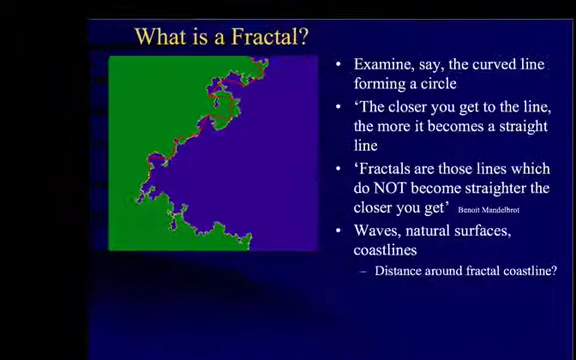 What is a Fractal?
• Examine, say, the curved line
forming a circle
• ‘The closer you get to the line,
the more it becomes a straight
line
• ‘Fractals are those lines which
do NOT become straighter the
closer you get’ Benoit Mandelbrot
• Waves, natural surfaces,
coastlines
– Distance around fractal coastline?